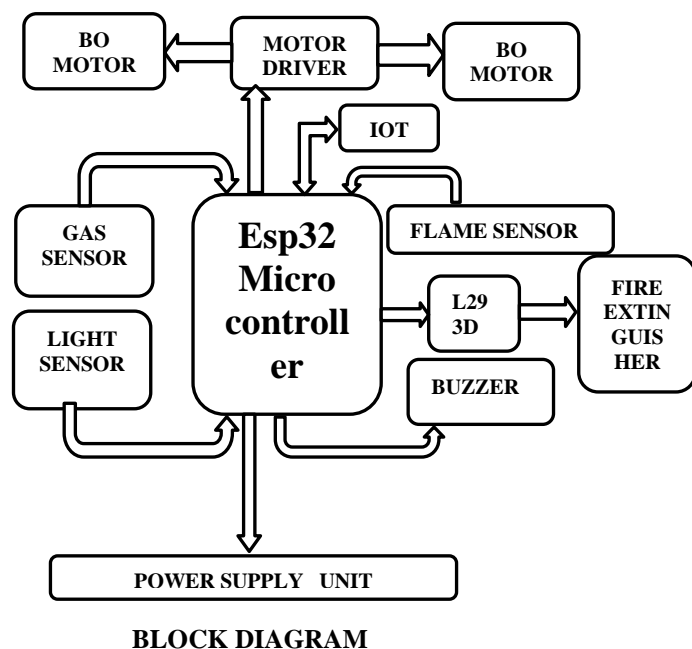 BO
MOTOR
MOTOR
DRIVER
BO
MOTOR
IOT
GAS
SENSOR
Esp32
Micro
controll
er
FLAME SENSOR
L29
3D
FIRE
EXTIN
GUIS
HER
LIGHT
SENSOR
BUZZER
POWER SUPPLY UNIT
BLOCK DIAGRAM